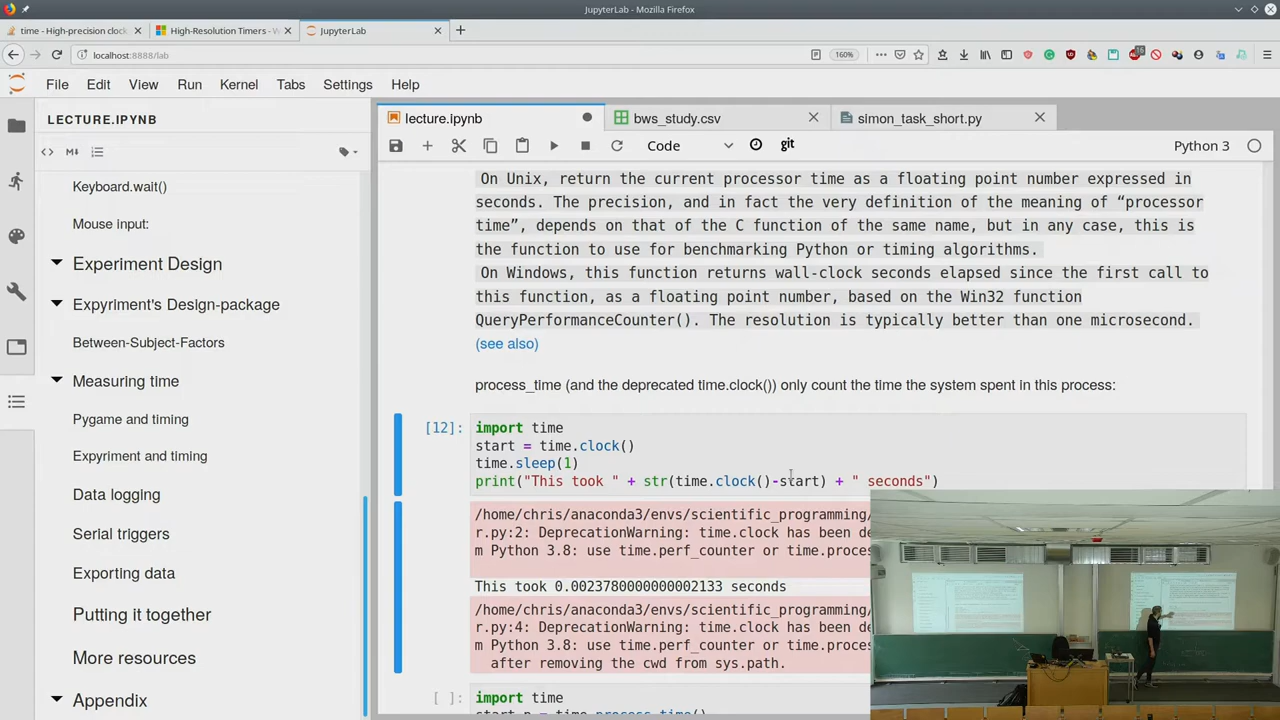 JupyterLab - Mozilla Firefox
time - High-precision clock
High-Resolution Timers - W
JupyterLab
localhost:8888/lab
160%
16
File Edit View Run Kernel Tabs Settings Help
LECTURE.IPYNB
Keyboard.wait()
Mouse input:
Experiment Design
Expyriment's Design-package
Between-Subject-Factors
Measuring time
Pygame and timing
Expyriment and timing
Data logging
Serial triggers
Exporting data
Putting it together
More resources
Appendix
lecture.ipynb
bws_study.csv
simon_task_short.py
Code
git
Python 3
On Unix, return the current processor time as a floating point number expressed in
seconds. The precision, and in fact the very definition of the meaning of “processor
time”, depends on that of the C function of the same name, but in any case, this is
the function to use for benchmarking Python or timing algorithms.
On Windows, this function returns wall-clock seconds elapsed since the first call to
this function, as a floating point number, based on the Win32 function
QueryPerformanceCounter(). The resolution is typically better than one microsecond.
(see also)
process_time (and the deprecated time.clock()) only count the time the system spent in this process:
[12]:
import time
start = time.clock()
time.sleep(1)
print("This took " + str(time.clock()-start) + " seconds")
/home/chris/anaconda3/envs/scientific_programming/
r.py:2: DeprecationWarning: time.clock has been de
m Python 3.8: use time.perf_counter or time.proces
This took 0.0023780000000002133 seconds
/home/chris/anaconda3/envs/scientific_programming/
r.py:4: DeprecationWarning: time.clock has been de
m Python 3.8: use time.perf_counter or time.proces
after removing the cwd from sys.path.
[ ]:
import time
start_p = time.process_time()